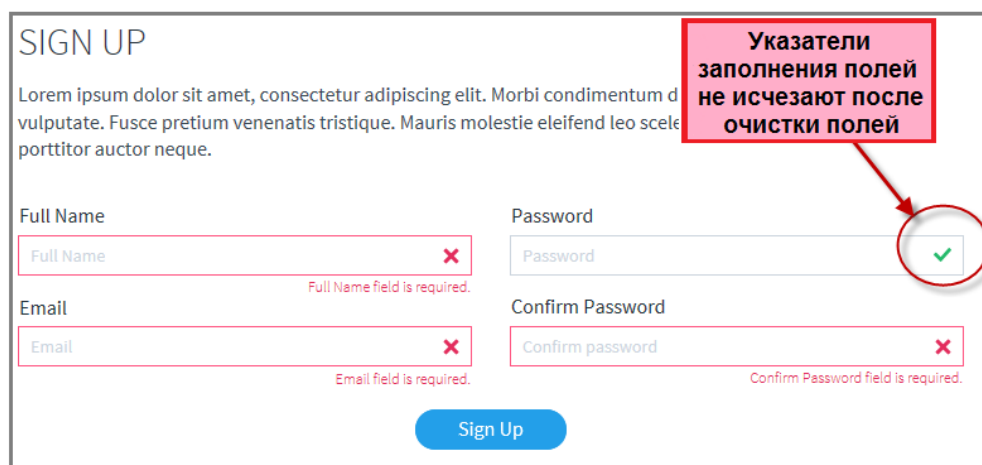 SIGN UP
Указатели
заполнения полей
не исчезают после
очистки полей
Lorem ipsum dolor sit amet, consectetur adipiscing elit. Morbi condimentum d
vulputate. Fusce pretium venenatis tristique. Mauris molestie eleifend leo scele
porttitor auctor neque.
Full Name
Full Name
Full Name field is required.
Email
Email
Email field is required.
Password
Password
Confirm Password
Confirm password
Confirm Password field is required.
Sign Up